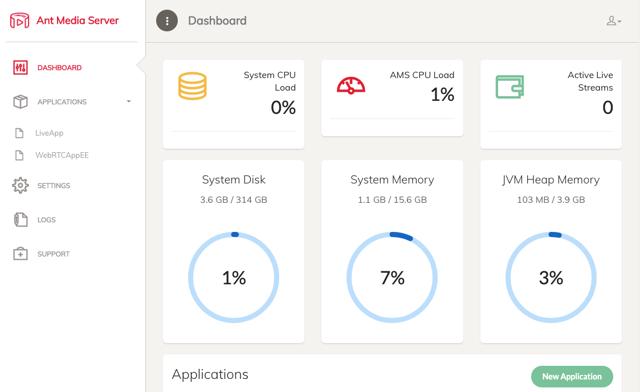 Ant Media Server
Dashboard
DASHBOARD
APPLICATIONS
LiveApp
WebRTCAppEE
SETTINGS
LOGS
SUPPORT
System CPU
Load
0%
AMS CPU Load
1%
Active Live
Streams
0
System Disk
3.6 GB / 314 GB
1%
System Memory
1.1 GB / 15.6 GB
7%
JVM Heap Memory
103 MB / 3.9 GB
3%
Applications
New Application